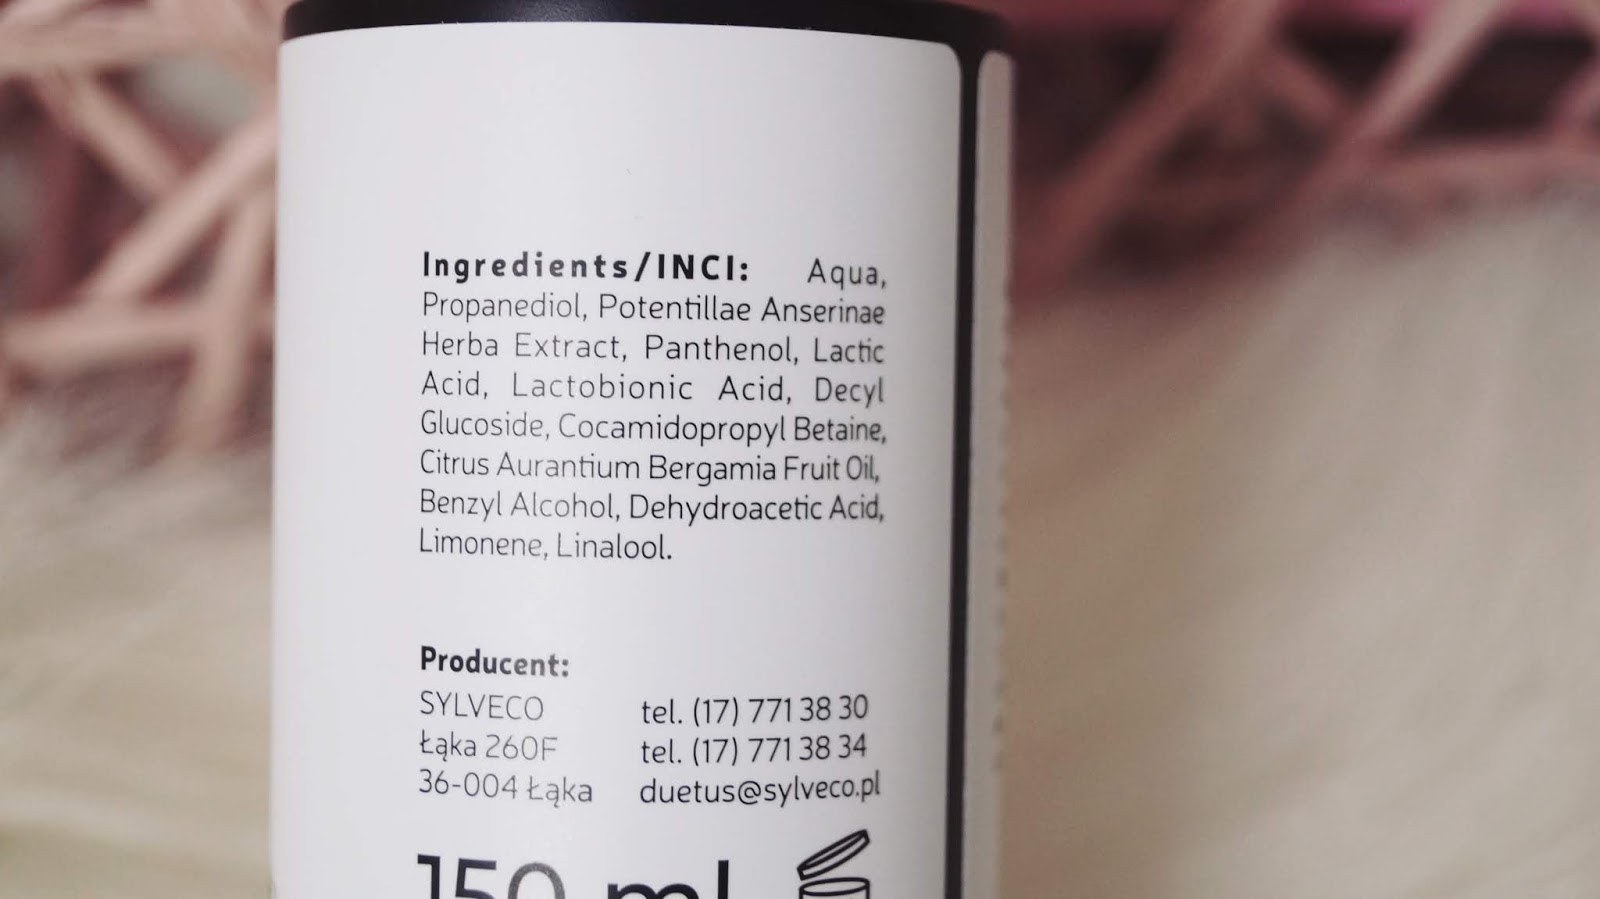 Ingredients/INCI: Aqua,
Propanediol, Potentillae Anserinae
Herba Extract, Panthenol, Lactic
Acid, Lactobionic Acid, Decyl
Glucoside, Cocamidopropyl Betaine,
Citrus Aurantium Bergamia Fruit Oil,
Benzyl Alcohol, Dehydroacetic Acid,
Limonene, Linalool.
Producent:
SYLVECO tel. (17) 771 38 30
Łąka 260F tel. (17) 771 38 34
36-004 Łąka duetus@sylveco.pl
150 ml